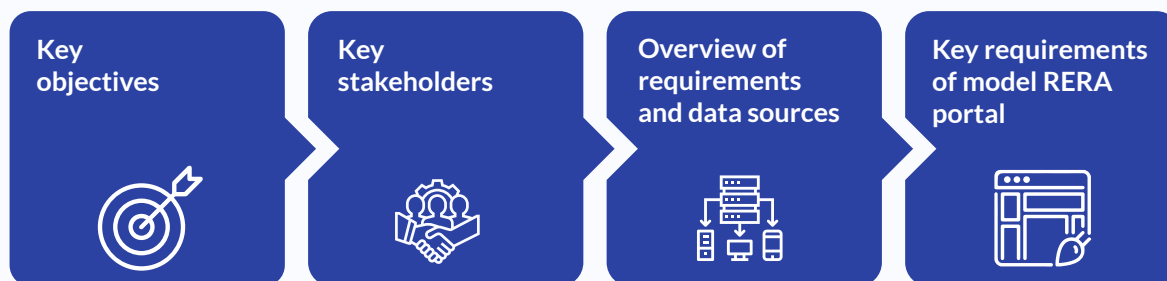 Key
objectives
Key
stakeholders
Overview of
requirements
and data sources
Key requirements
of model RERA
portal